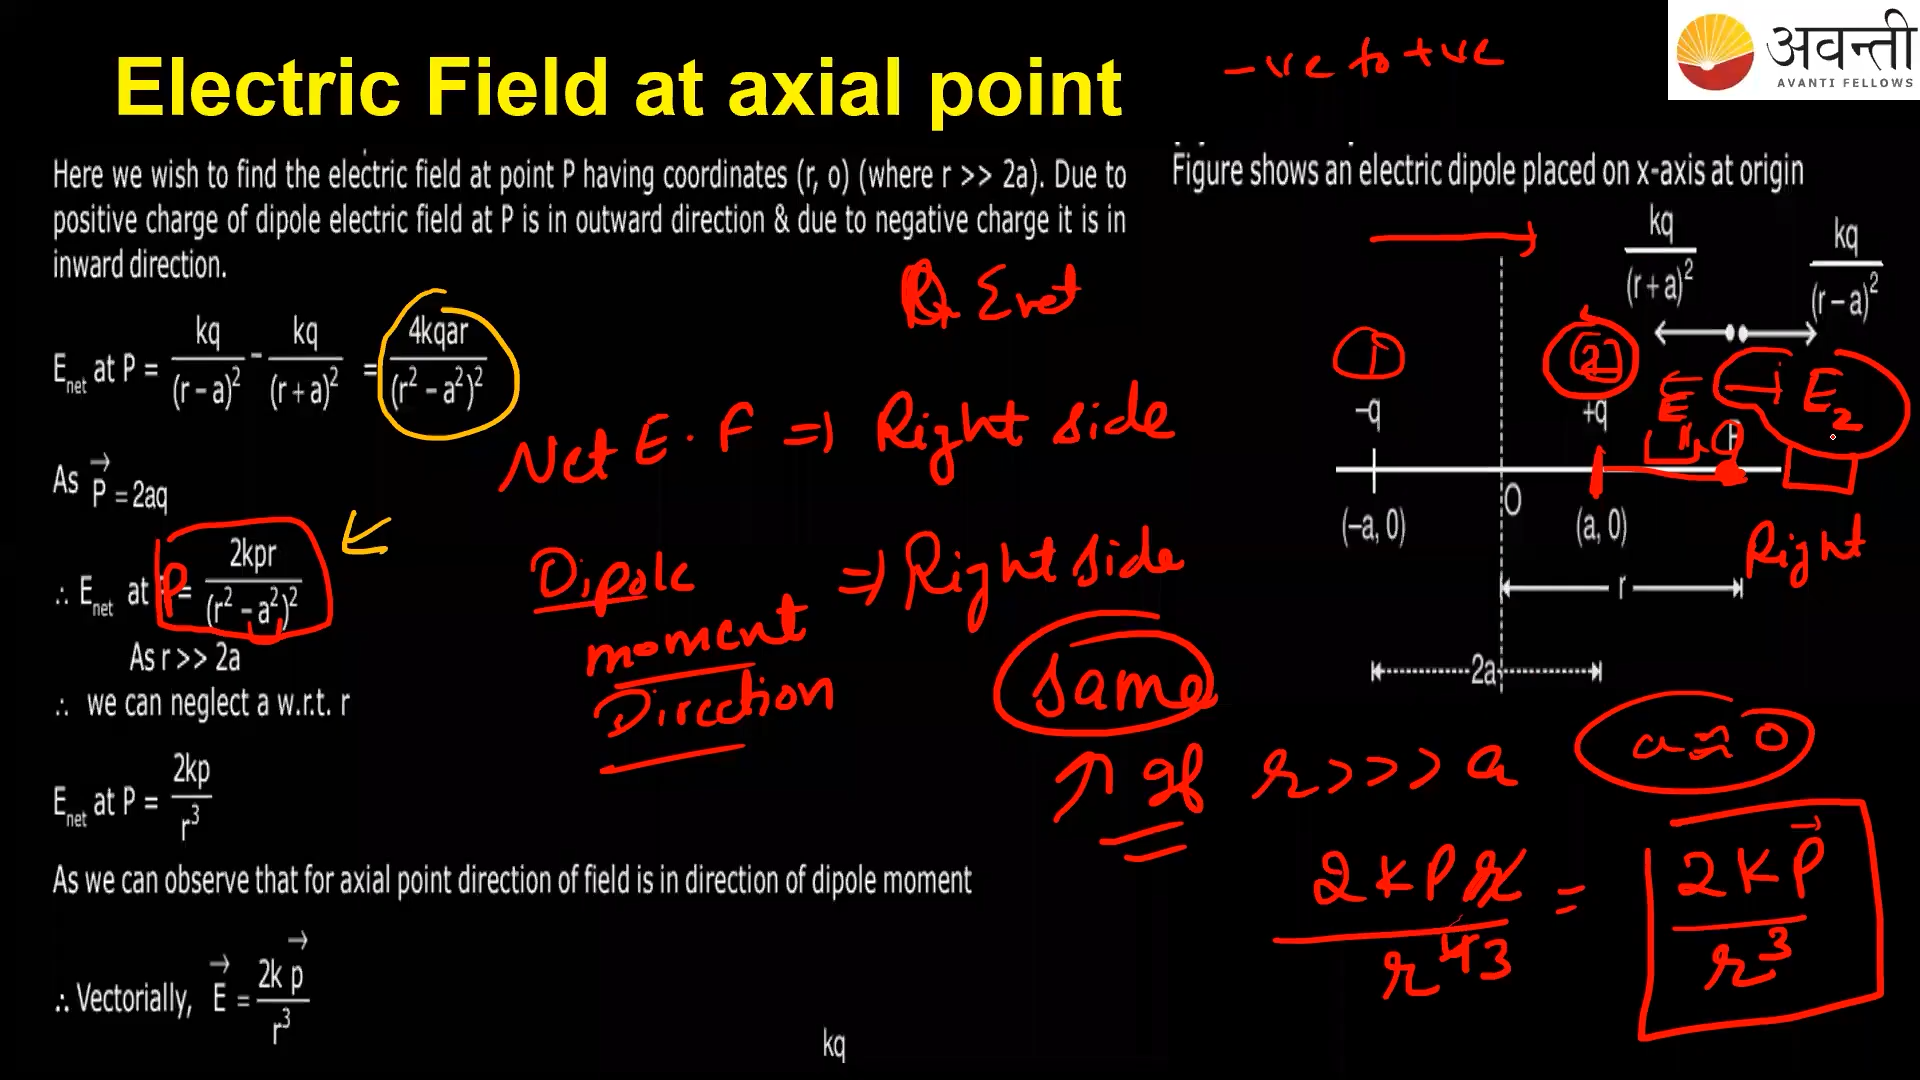 Electric Field at axial point
-ve to +ve
अवन्ती
AVANTI FELLOWS
Here we wish to find the electric field at point P having coordinates (r, o) (where r >> 2a). Due to
positive charge of dipole electric field at P is in outward direction & due to negative charge it is in
inward direction.
E_net at P = kq/(r – a)² - kq/(r + a)² = 4kqar/(r² – a²)²
As P⃗ = 2aq
∴ E_net at P = 2kpr/(r² – a²)²
As r >> 2a
∴ we can neglect a w.r.t. r
E_net at P = 2kp/r³
As we can observe that for axial point direction of field is in direction of dipole moment
∴ Vectorially, E⃗ = 2k p⃗/r³
kq
Enet
Net E.F ⇒ Right side
Dipole moment Direction ⇒ Right side
same
Figure shows an electric dipole placed on x-axis at origin
kq/(r + a)²
kq/(r – a)²
1
2
E₁
E₂
–q
+q
P
(–a, 0)
O
(a, 0)
Right
r
2a
↑ If r >>> a
a ≈ 0
2KPr/r⁴3 = 2KP⃗/r³